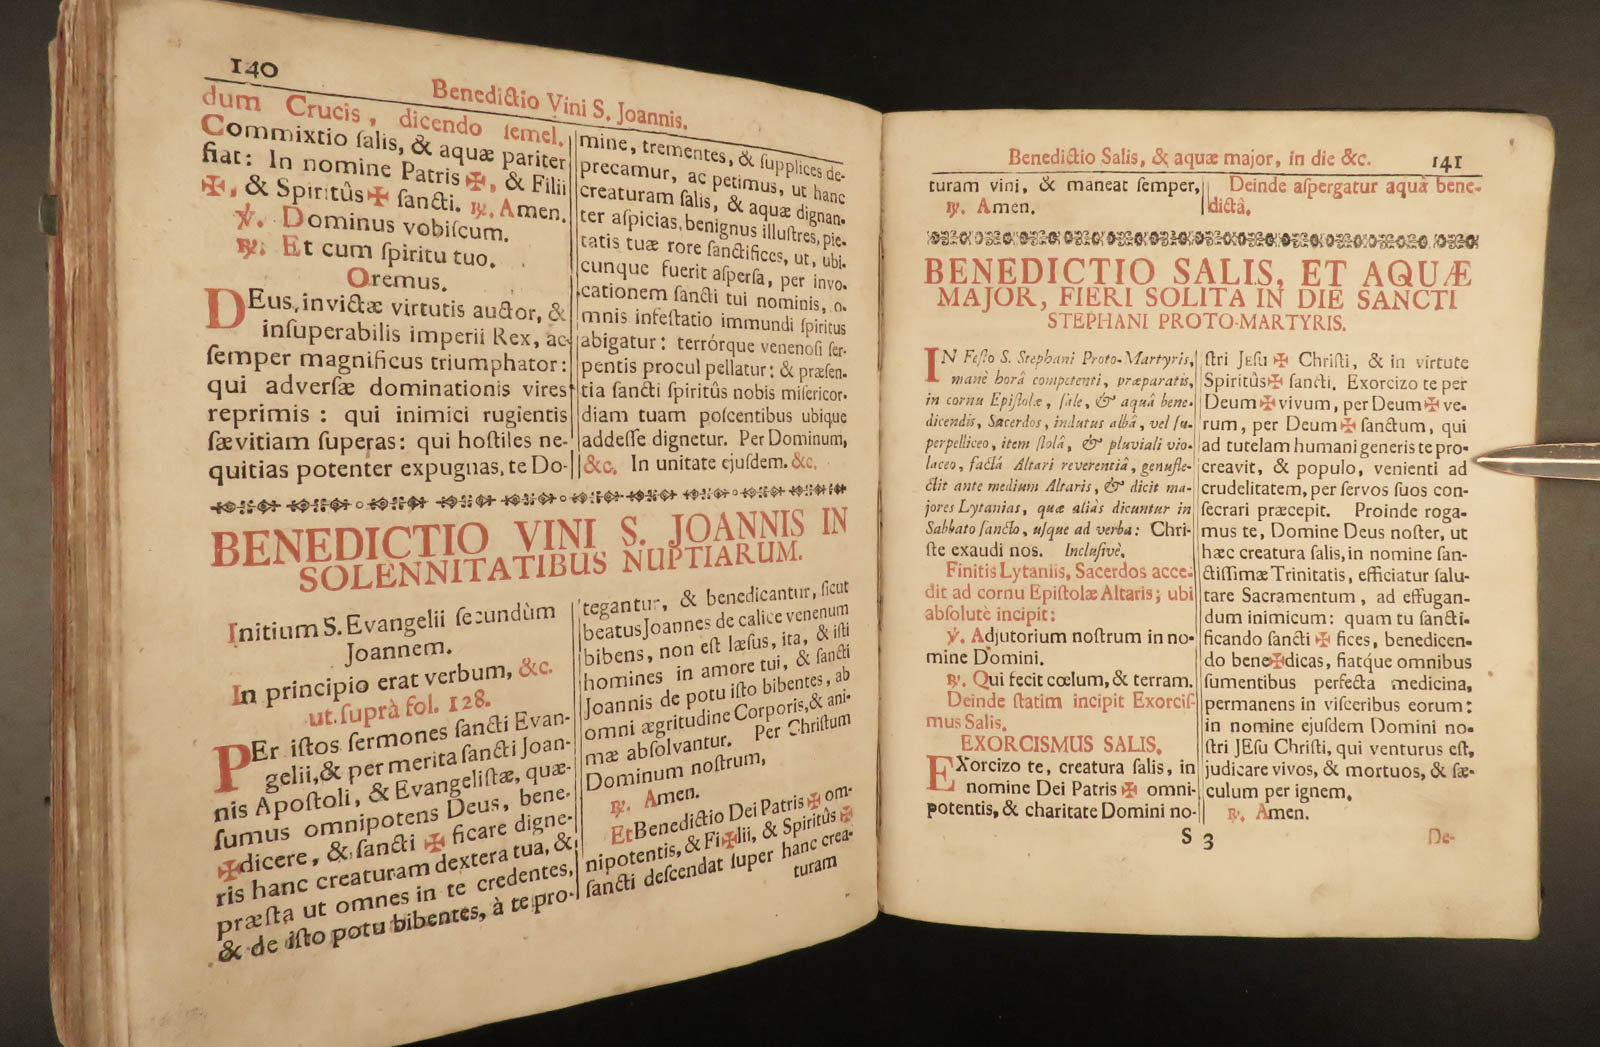 140
Benedictio Vini S. Joannis.
dum Crucis, dicendo semel.
Commixtio ſalis, & aquæ pariter
fiat: In nomine Patris ✠, & Filii
✠, & Spiritûs ✠ ſancti. ℟. Amen.
℣. Dominus vobiſcum.
℟. Et cum ſpiritu tuo.
Oremus.
DEus, invictæ virtutis auctor, &
inſuperabilis imperii Rex, ac
ſemper magnificus triumphator:
qui adverſæ dominationis vires
reprimis: qui inimici rugientis
ſævitiam ſuperas: qui hoſtiles ne-
quitias potenter expugnas, te Do-
mine, trementes, & ſupplices de-
precamur, ac petimus, ut hanc
creaturam ſalis, & aquæ dignan-
ter aſpicias, benignus illuſtres, pie-
tatis tuæ rore ſanctifices, ut, ubi-
cunque fuerit aſperſa, per invo-
cationem ſancti tui nominis, o-
mnis infeſtatio immundi ſpiritus
abigatur: terrórque venenoſi ſer-
pentis procul pellatur: & præſen-
tia ſancti ſpiritûs nobis miſericor-
diam tuam poſcentibus ubique
addeſſe dignetur. Per Dominum,
&c. In unitate ejuſdem. &c.
BENEDICTIO VINI S. JOANNIS IN
SOLENNITATIBUS NUPTIARUM.
Initium S. Evangelii ſecundùm
Joannem.
In principio erat verbum, &c.
ut ſuprà fol. 128.
PEr iſtos ſermones ſancti Evan-
gelii, & per merita ſancti Joan-
nis Apoſtoli, & Evangeliſtæ, quæ-
ſumus omnipotens Deus, bene-
✠dicere, & ſancti ✠ ficare digne-
ris hanc creaturam dextera tua, &
præſta ut omnes in te credentes,
& de iſto potu bibentes, à te pro-
tegantur, & benedicantur, ſicut
beatus Joannes de calice venenum
bibens, non eſt læſus, ita, & iſti
homines in amore tui, & ſancti
Joannis de potu iſto bibentes, ab
omni ægritudine Corporis, & ani-
mæ abſolvantur. Per Chriſtum
Dominum noſtrum,
℟. Amen.
Et Benedictio Dei Patris ✠ om-
nipotentis, & Fi✠lii, & Spiritûs ✠
ſancti deſcendat ſuper hanc crea-
turam
Benedictio Salis, & aquæ major, in die &c. 141
turam vini, & maneat ſemper,
℟. Amen.
Deinde aſpergatur aquâ bene-
dictâ.
BENEDICTIO SALIS, ET AQUÆ
MAJOR, FIERI SOLITA IN DIE SANCTI
STEPHANI PROTO-MARTYRIS.
IN Feſto S. Stephani Proto-Martyris,
manè horâ competenti, præparatis,
in cornu Epiſtolæ, ſale, & aquâ bene-
dicendis, Sacerdos, indutus albâ, vel ſu-
perpelliceo, item ſtolâ, & pluviali vio-
laceo, factâ Altari reverentiâ, genufle-
ctit ante medium Altaris, & dicit ma-
jores Lytanias, quæ aliàs dicuntur in
Sabbato ſancto, uſque ad verba: Chri-
ſte exaudi nos. Incluſivè.
Finitis Lytaniis, Sacerdos acce-
dit ad cornu Epiſtolæ Altaris; ubi
abſolutè incipit:
℣. Adjutorium noſtrum in no-
mine Domini.
℟. Qui fecit cœlum, & terram.
Deinde ſtatim incipit Exorciſ-
mus Salis.
EXORCISMUS SALIS.
EXorcizo te, creatura ſalis, in
nomine Dei Patris ✠ omni-
potentis, & charitate Domini no-
ſtri JEſu ✠ Chriſti, & in virtute
Spiritûs ✠ ſancti. Exorcizo te per
Deum ✠ vivum, per Deum ✠ ve-
rum, per Deum ✠ ſanctum, qui
ad tutelam humani generis te pro-
creavit, & populo, venienti ad
crudelitatem, per ſervos ſuos con-
ſecrari præcepit. Proinde roga-
mus te, Domine Deus noſter, ut
hæc creatura ſalis, in nomine ſan-
ctiſſimæ Trinitatis, efficiatur ſalu-
tare Sacramentum, ad effugan-
dum inimicum: quam tu ſancti-
ficando ſancti ✠ fices, benedicen-
do bene✠dicas, fiatque omnibus
ſumentibus perfecta medicina,
permanens in viſceribus eorum:
in nomine ejuſdem Domini no-
ſtri JEſu Chriſti, qui venturus eſt,
judicare vivos, & mortuos, & ſæ-
culum per ignem.
℟. Amen.
S 3
De-